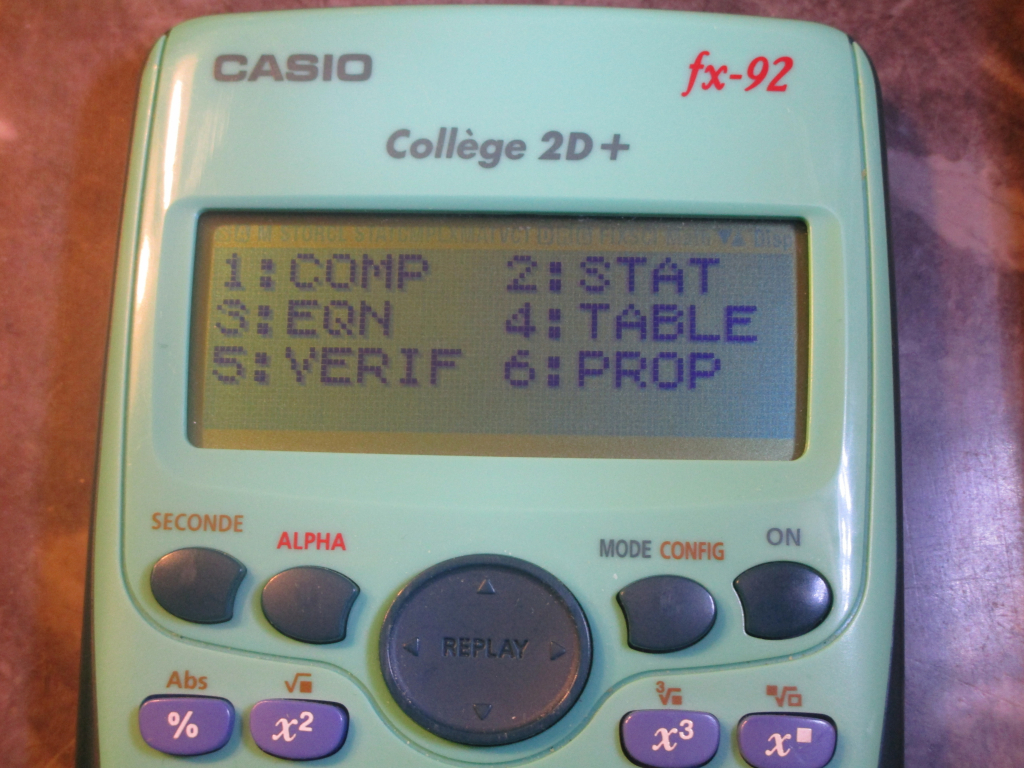 CASIO fx-92
Collège 2D+
1:COMP 2:STAT
3:EQN 4:TABLE
5:VERIF 6:PROP
SECONDE ALPHA MODE CONFIG ON
REPLAY
Abs √■ ³√■ ■√□
% x² x³ x■